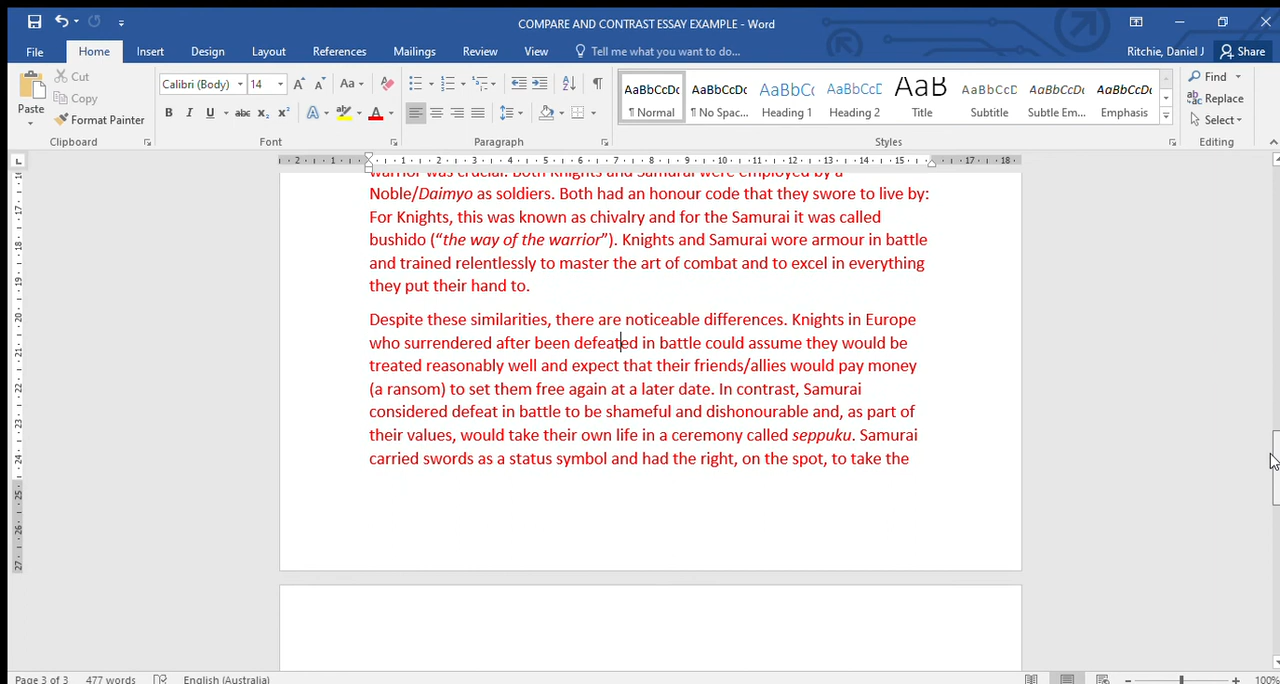 COMPARE AND CONTRAST ESSAY EXAMPLE - Word
File Home Insert Design Layout References Mailings Review View Tell me what you want to do... Ritchie, Daniel J Share
Cut
Copy
Format Painter
Paste
Calibri (Body) 14
B I U abc X₂ X²
Clipboard Font Paragraph Styles Editing
AaBbCcDc AaBbCcDc AaBbCc AaBbCcE AaB AaBbCcD AaBbCcDc AaBbCcDc
¶ Normal ¶ No Spac... Heading 1 Heading 2 Title Subtitle Subtle Em... Emphasis
Find
Replace
Select
warrior was crucial. Both Knights and Samurai were employed by a
Noble/Daimyo as soldiers. Both had an honour code that they swore to live by:
For Knights, this was known as chivalry and for the Samurai it was called
bushido (“the way of the warrior”). Knights and Samurai wore armour in battle
and trained relentlessly to master the art of combat and to excel in everything
they put their hand to.
Despite these similarities, there are noticeable differences. Knights in Europe
who surrendered after been defeated in battle could assume they would be
treated reasonably well and expect that their friends/allies would pay money
(a ransom) to set them free again at a later date. In contrast, Samurai
considered defeat in battle to be shameful and dishonourable and, as part of
their values, would take their own life in a ceremony called seppuku. Samurai
carried swords as a status symbol and had the right, on the spot, to take the
Page 3 of 3 477 words English (Australia) 100%